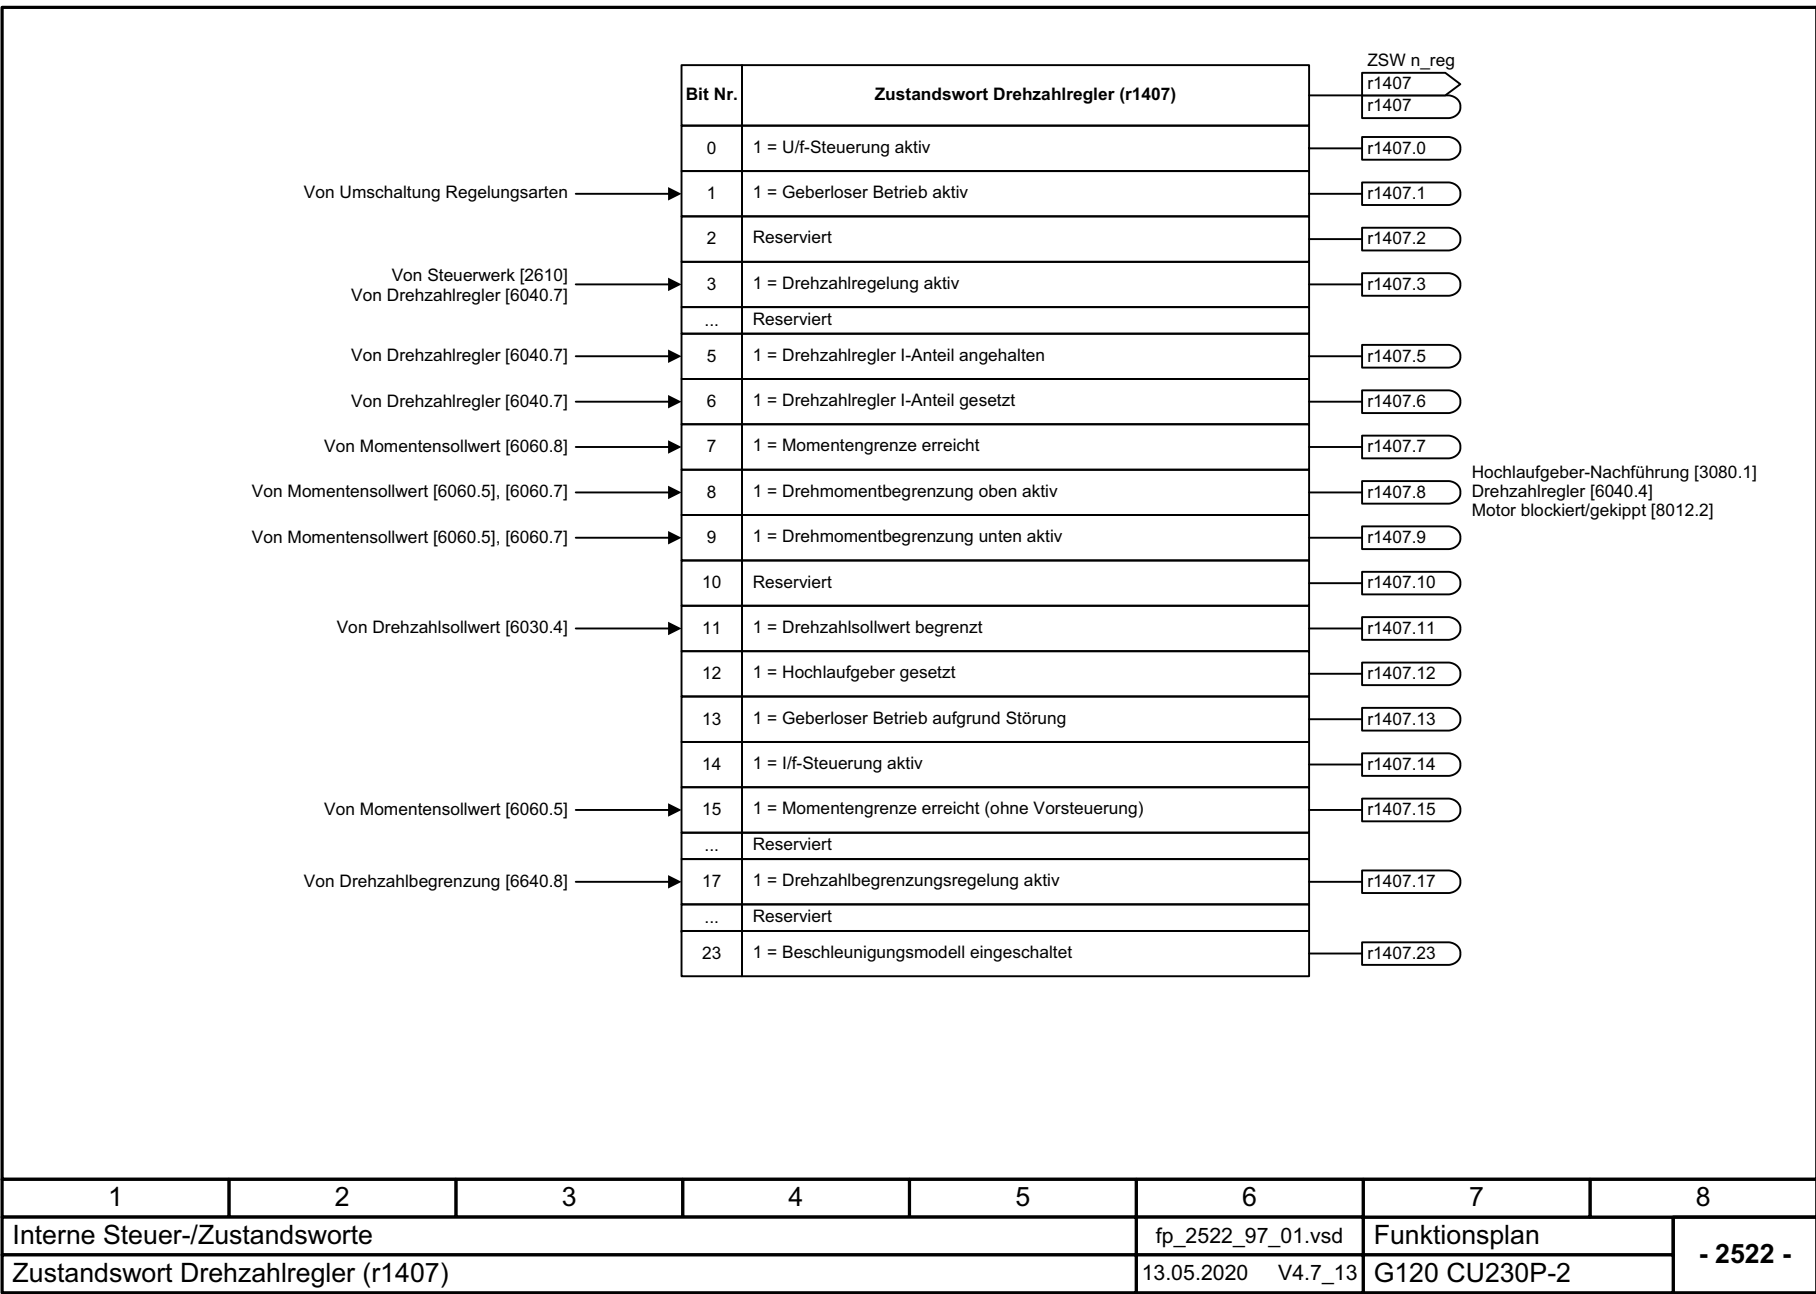 ZSW n_reg
Bit Nr. Zustandswort Drehzahlregler (r1407) r1407
r1407
0 1 = U/f-Steuerung aktiv r1407.0
Von Umschaltung Regelungsarten 1 1 = Geberloser Betrieb aktiv r1407.1
2 Reserviert r1407.2
Von Steuerwerk [2610]
Von Drehzahlregler [6040.7] 3 1 = Drehzahlregelung aktiv r1407.3
... Reserviert
Von Drehzahlregler [6040.7] 5 1 = Drehzahlregler I-Anteil angehalten r1407.5
Von Drehzahlregler [6040.7] 6 1 = Drehzahlregler I-Anteil gesetzt r1407.6
Von Momentensollwert [6060.8] 7 1 = Momentengrenze erreicht r1407.7
Von Momentensollwert [6060.5], [6060.7] 8 1 = Drehmomentbegrenzung oben aktiv r1407.8
Hochlaufgeber-Nachführung [3080.1]
Drehzahlregler [6040.4]
Motor blockiert/gekippt [8012.2]
Von Momentensollwert [6060.5], [6060.7] 9 1 = Drehmomentbegrenzung unten aktiv r1407.9
10 Reserviert r1407.10
Von Drehzahlsollwert [6030.4] 11 1 = Drehzahlsollwert begrenzt r1407.11
12 1 = Hochlaufgeber gesetzt r1407.12
13 1 = Geberloser Betrieb aufgrund Störung r1407.13
14 1 = I/f-Steuerung aktiv r1407.14
Von Momentensollwert [6060.5] 15 1 = Momentengrenze erreicht (ohne Vorsteuerung) r1407.15
... Reserviert
Von Drehzahlbegrenzung [6640.8] 17 1 = Drehzahlbegrenzungsregelung aktiv r1407.17
... Reserviert
23 1 = Beschleunigungsmodell eingeschaltet r1407.23
1 2 3 4 5 6 7 8
Interne Steuer-/Zustandsworte fp_2522_97_01.vsd Funktionsplan - 2522 -
Zustandswort Drehzahlregler (r1407) 13.05.2020 V4.7_13 G120 CU230P-2